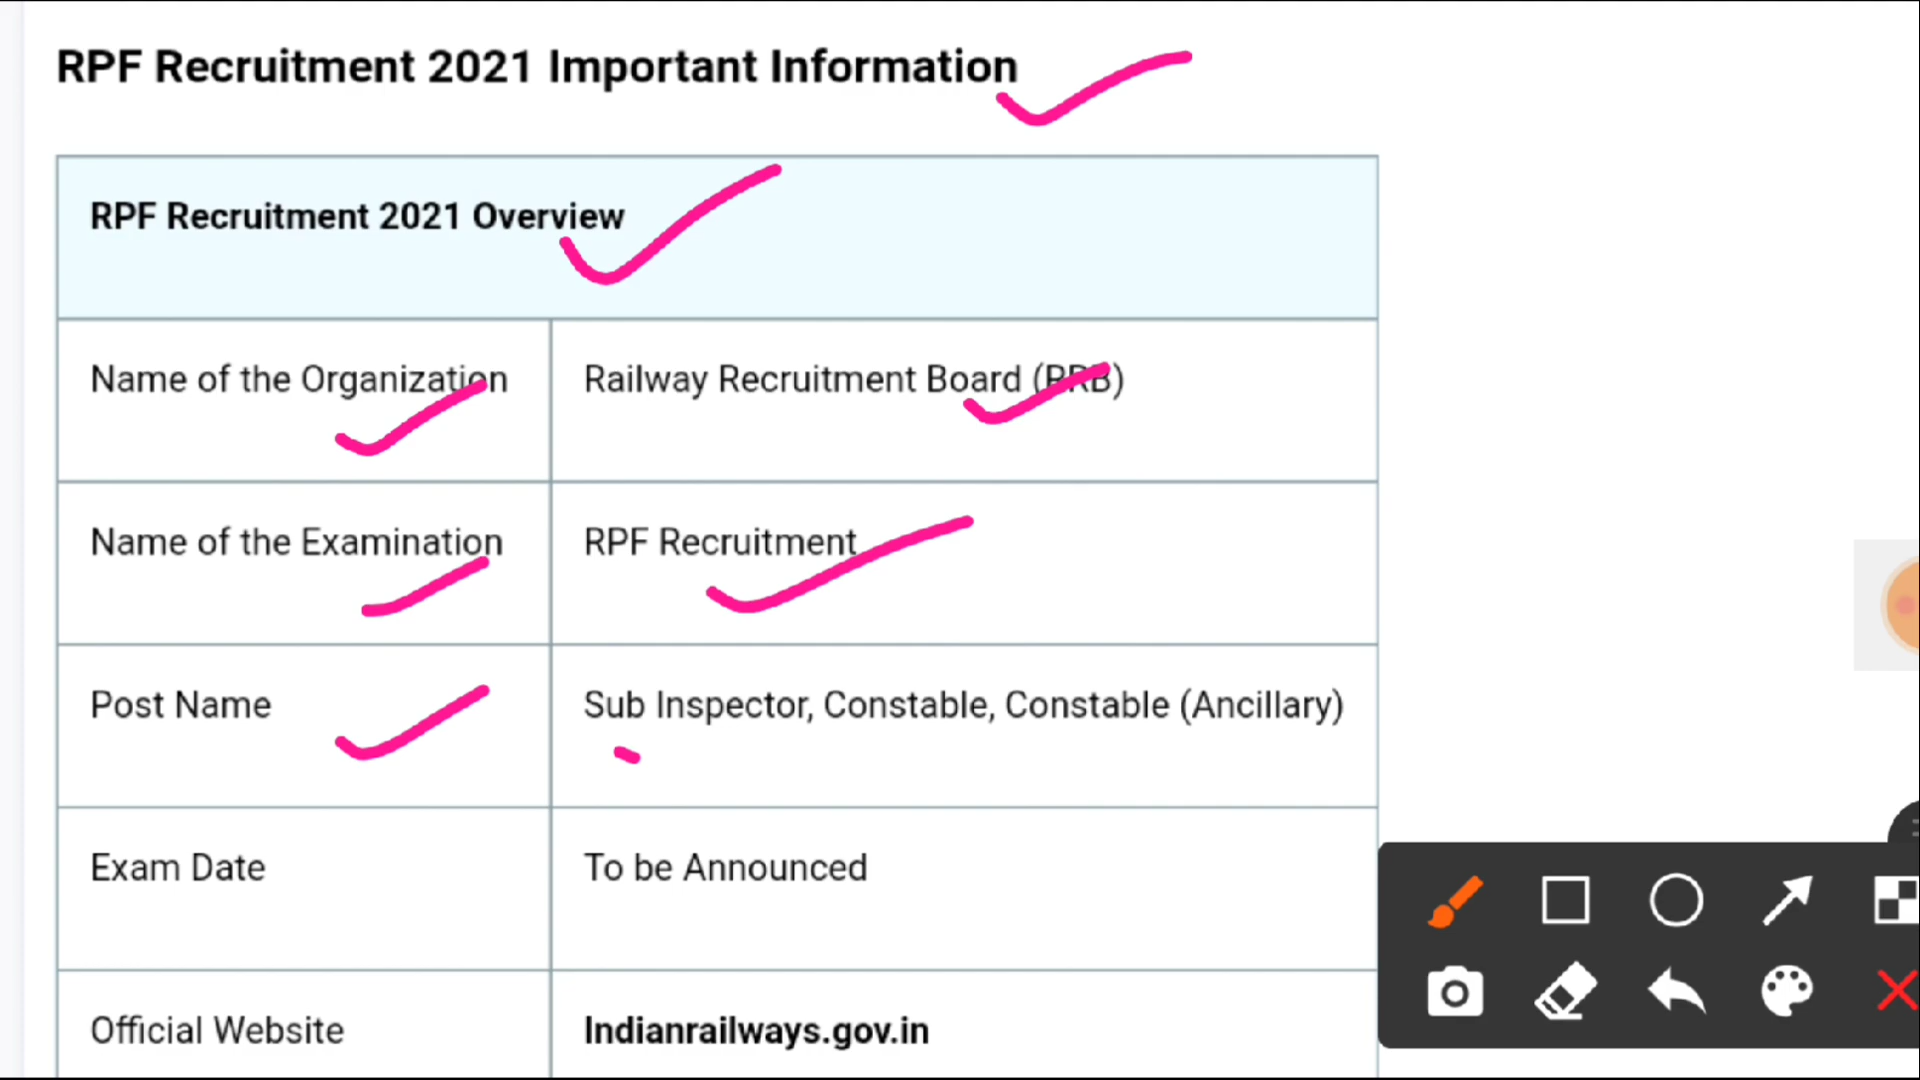 RPF Recruitment 2021 Important Information
RPF Recruitment 2021 Overview
Name of the Organization
Railway Recruitment Board (RRB)
Name of the Examination
RPF Recruitment
Post Name
Sub Inspector, Constable, Constable (Ancillary)
Exam Date
To be Announced
Official Website
Indianrailways.gov.in